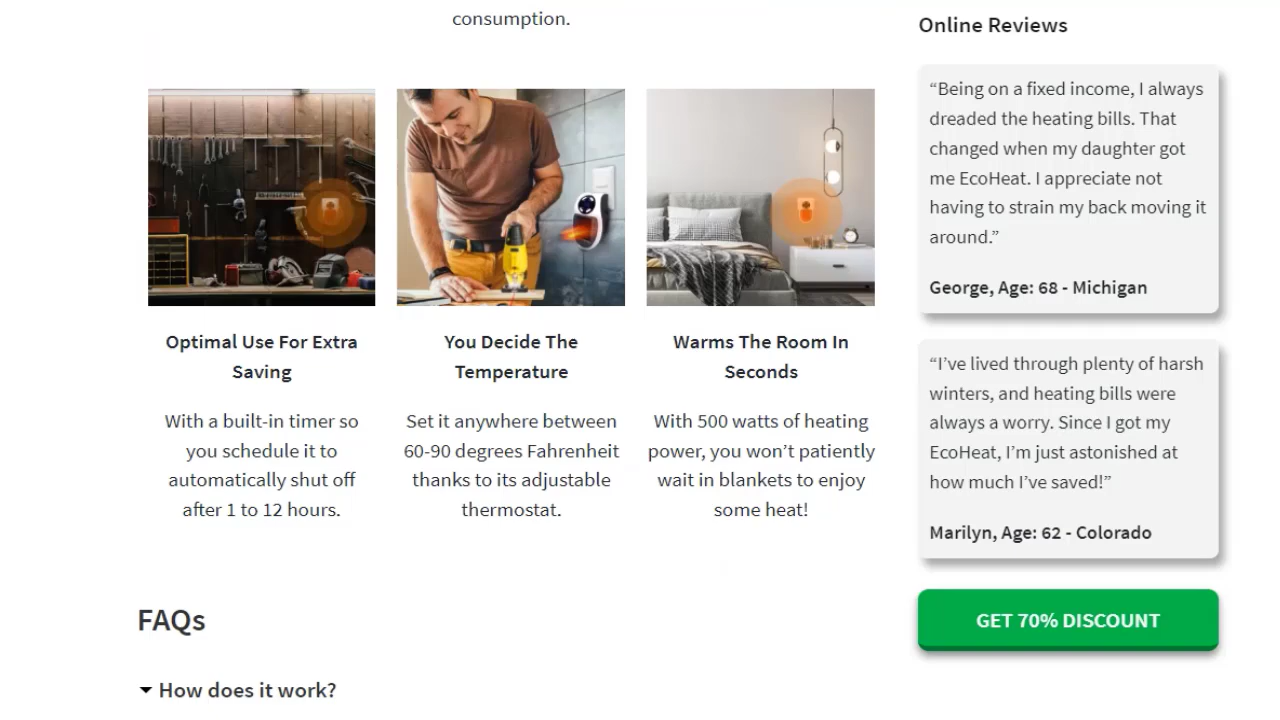 consumption.
Optimal Use For Extra
Saving
With a built-in timer so
you schedule it to
automatically shut off
after 1 to 12 hours.
You Decide The
Temperature
Set it anywhere between
60-90 degrees Fahrenheit
thanks to its adjustable
thermostat.
Warms The Room In
Seconds
With 500 watts of heating
power, you won’t patiently
wait in blankets to enjoy
some heat!
FAQs
How does it work?
Online Reviews
“Being on a fixed income, I always
dreaded the heating bills. That
changed when my daughter got
me EcoHeat. I appreciate not
having to strain my back moving it
around.”
George, Age: 68 - Michigan
“I’ve lived through plenty of harsh
winters, and heating bills were
always a worry. Since I got my
EcoHeat, I’m just astonished at
how much I’ve saved!”
Marilyn, Age: 62 - Colorado
GET 70% DISCOUNT